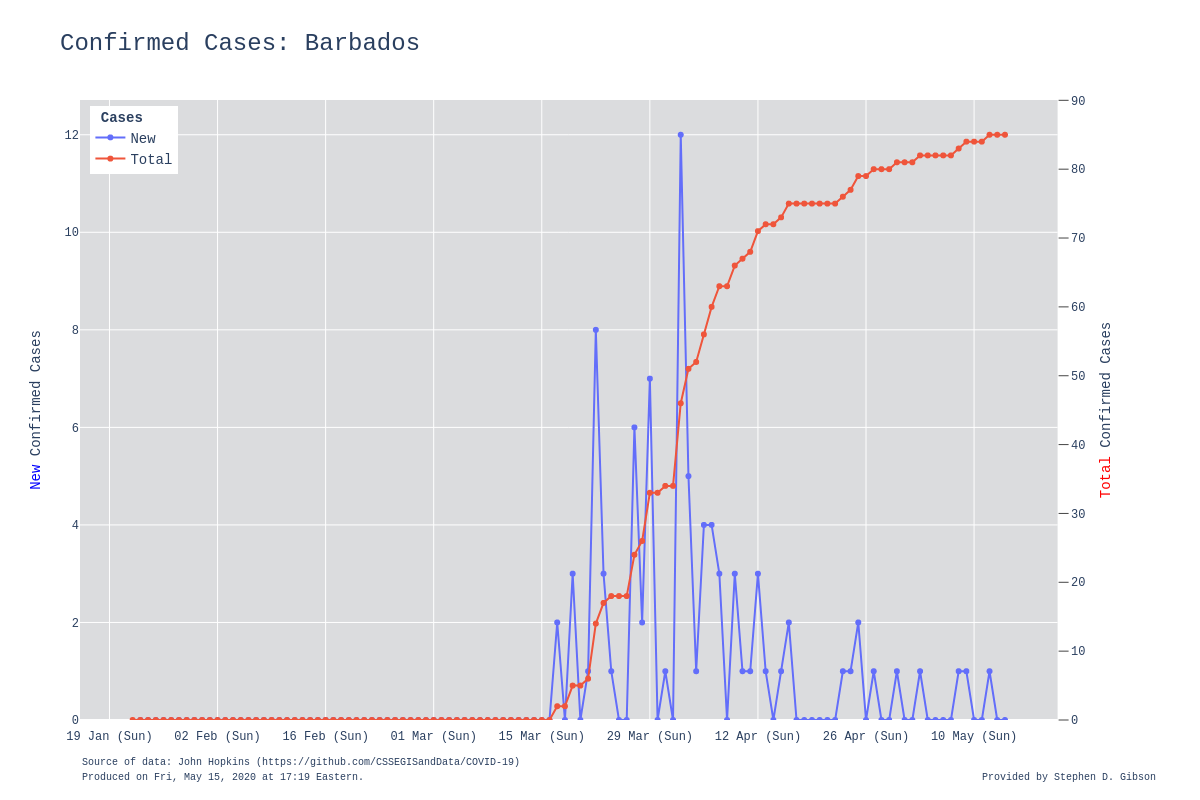 Confirmed Cases: Barbados
Cases
New
Total
12
10
8
6
4
2
0
90
80
70
60
50
40
30
20
10
0
New Confirmed Cases
Total Confirmed Cases
19 Jan (Sun) 02 Feb (Sun) 16 Feb (Sun) 01 Mar (Sun) 15 Mar (Sun) 29 Mar (Sun) 12 Apr (Sun) 26 Apr (Sun) 10 May (Sun)
Source of data: John Hopkins (https://github.com/CSSEGISandData/COVID-19)
Produced on Fri, May 15, 2020 at 17:19 Eastern.
Provided by Stephen D. Gibson